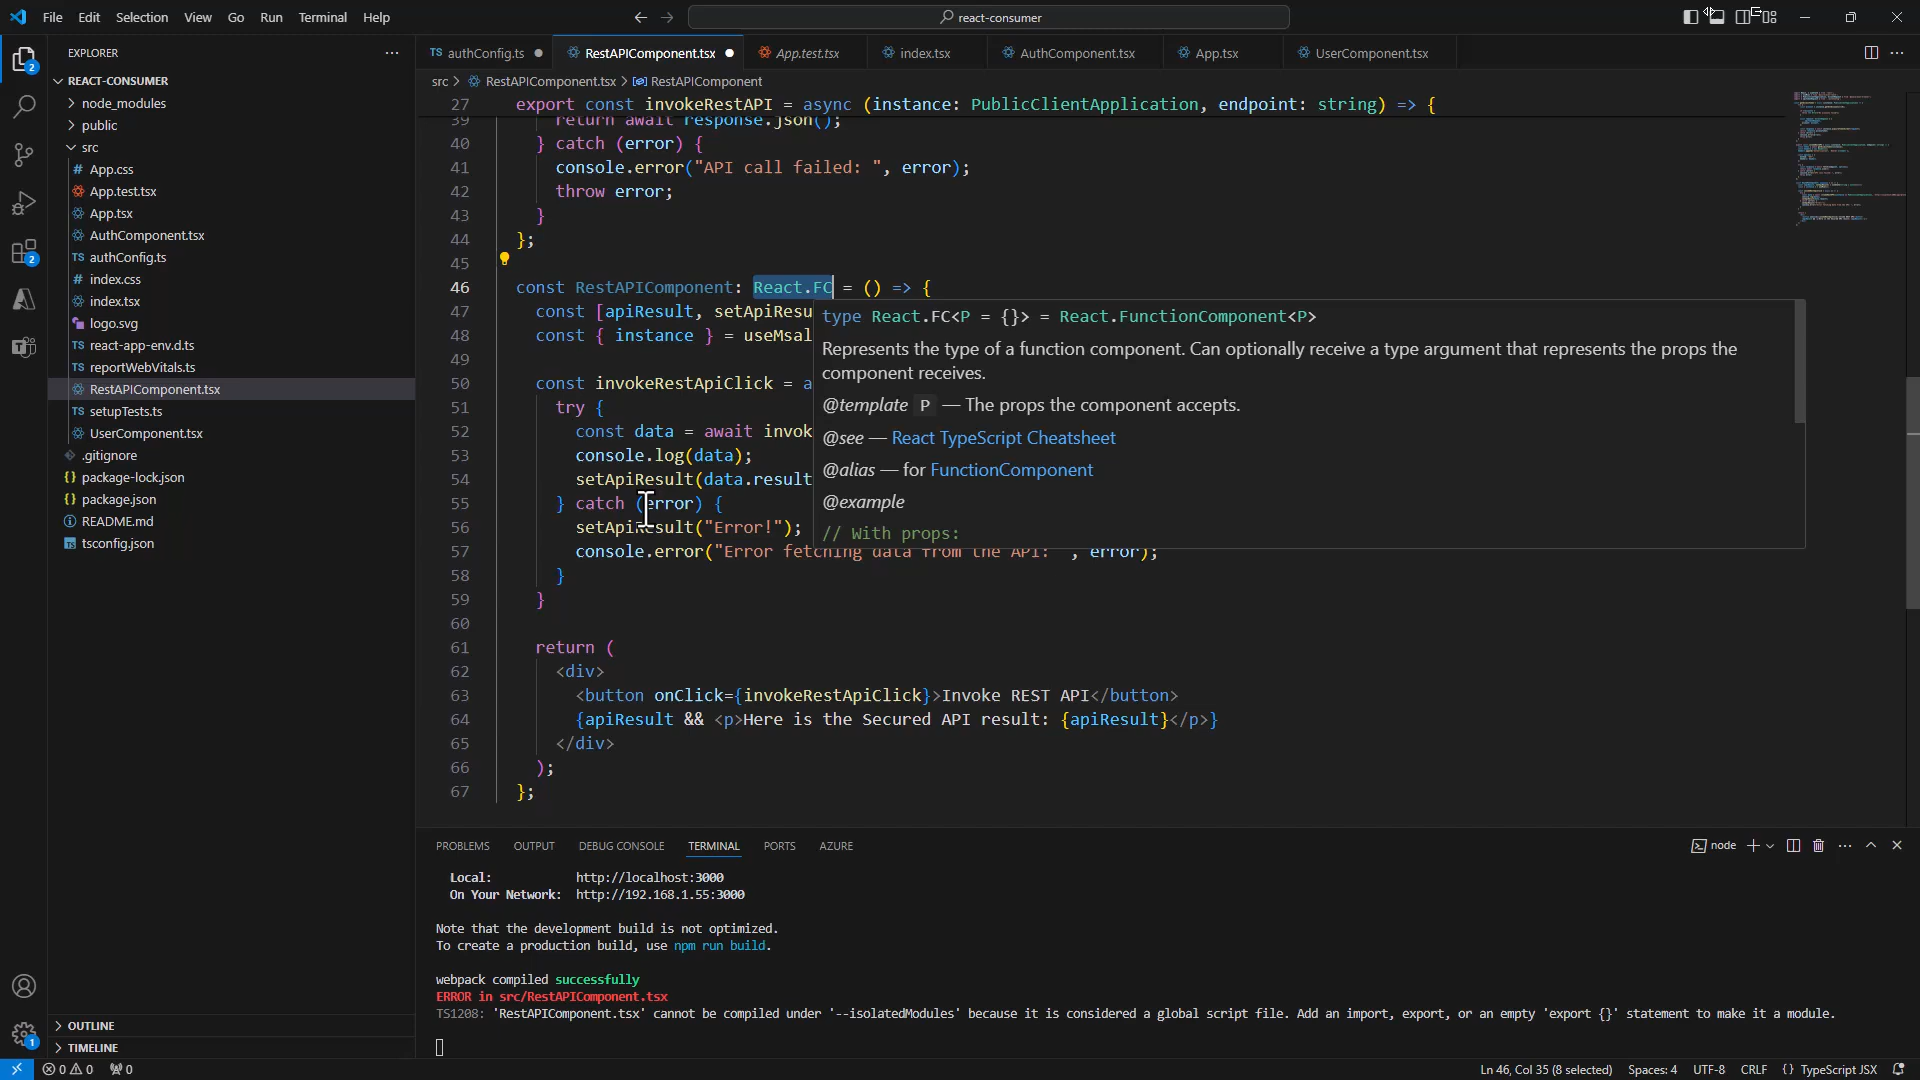 File Edit Selection View Go Run Terminal Help
react-consumer
EXPLORER
REACT-CONSUMER
node_modules
public
src
App.css
App.test.tsx
App.tsx
AuthComponent.tsx
authConfig.ts
index.css
index.tsx
logo.svg
react-app-env.d.ts
reportWebVitals.ts
RestAPIComponent.tsx
setupTests.ts
UserComponent.tsx
.gitignore
package-lock.json
package.json
README.md
tsconfig.json
OUTLINE
TIMELINE
authConfig.ts RestAPIComponent.tsx App.test.tsx index.tsx AuthComponent.tsx App.tsx UserComponent.tsx
src > RestAPIComponent.tsx > RestAPIComponent
27 export const invokeRestAPI = async (instance: PublicClientApplication, endpoint: string) => {
39 return await response.json();
40 } catch (error) {
41 console.error("API call failed: ", error);
42 throw error;
43 }
44 };
45
46 const RestAPIComponent: React.FC = () => {
47 const [apiResult, setApiResu
48 const { instance } = useMsal
49
50 const invokeRestApiClick = a
51 try {
52 const data = await invok
53 console.log(data);
54 setApiResult(data.result
55 } catch (error) {
56 setApiResult("Error!");
57 console.error("Error fetching data from the API: ", error);
58 }
59 }
60
61 return (
62 <div>
63 <button onClick={invokeRestApiClick}>Invoke REST API</button>
64 {apiResult && <p>Here is the Secured API result: {apiResult}</p>}
65 </div>
66 );
67 };
type React.FC<P = {}> = React.FunctionComponent<P>
Represents the type of a function component. Can optionally receive a type argument that represents the props the
component receives.
@template P — The props the component accepts.
@see — React TypeScript Cheatsheet
@alias — for FunctionComponent
@example
// With props:
PROBLEMS OUTPUT DEBUG CONSOLE TERMINAL PORTS AZURE
node
Local: http://localhost:3000
On Your Network: http://192.168.1.55:3000
Note that the development build is not optimized.
To create a production build, use npm run build.
webpack compiled successfully
ERROR in src/RestAPIComponent.tsx
TS1208: 'RestAPIComponent.tsx' cannot be compiled under '--isolatedModules' because it is considered a global script file. Add an import, export, or an empty 'export {}' statement to make it a module.
0 0 0
Ln 46, Col 35 (8 selected) Spaces: 4 UTF-8 CRLF {} TypeScript JSX